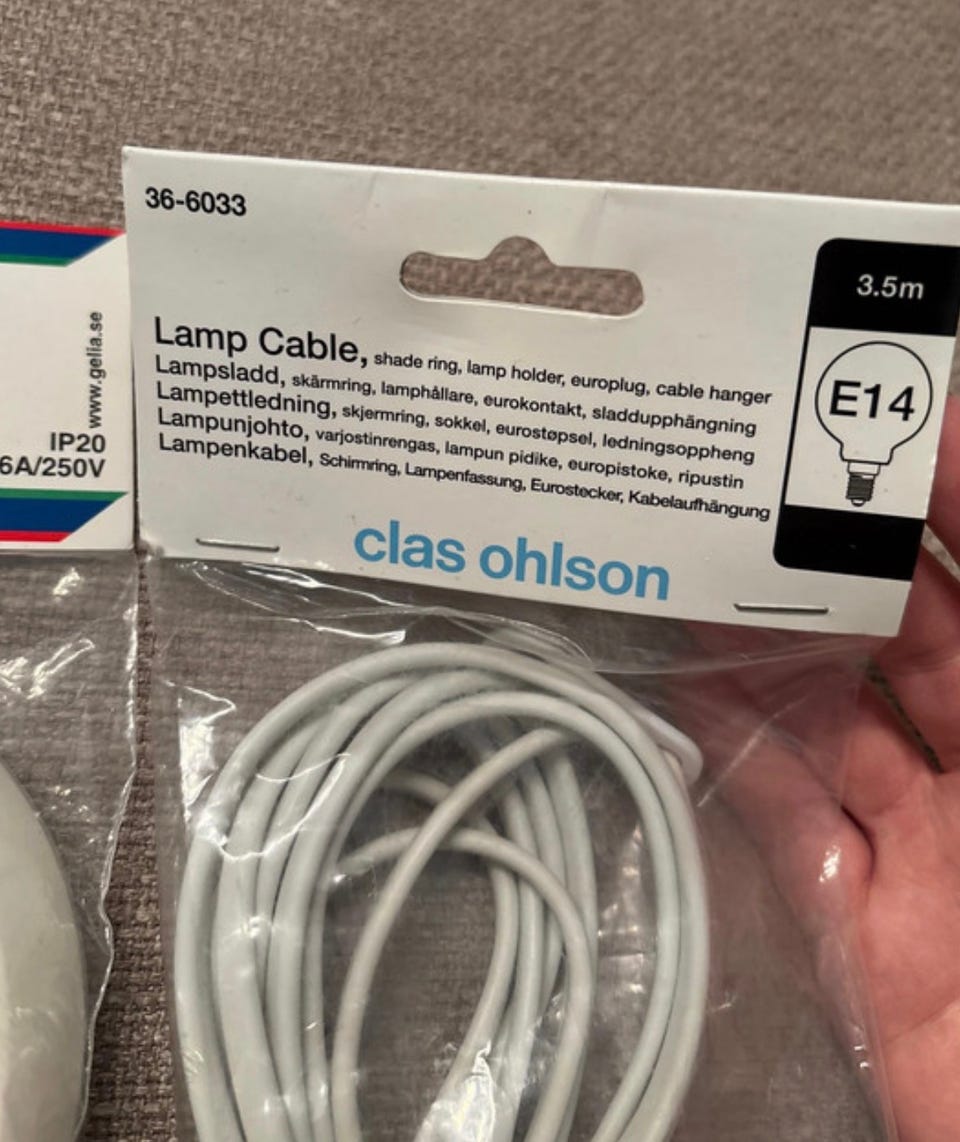 36-6033
3.5m
E14
Lamp Cable, shade ring, lamp holder, europlug, cable hanger
Lampsladd, skärmring, lamphållare, eurokontakt, sladdupphängning
Lampettledning, skjermring, sokkel, eurostøpsel, ledningsoppheng
Lampunjohto, varjostinrengas, lampun pidike, europistoke, ripustin
Lampenkabel, Schirmring, Lampenfassung, Eurostecker, Kabelaufhängung
clas ohlson
www.gelia.se
IP20
6A/250V